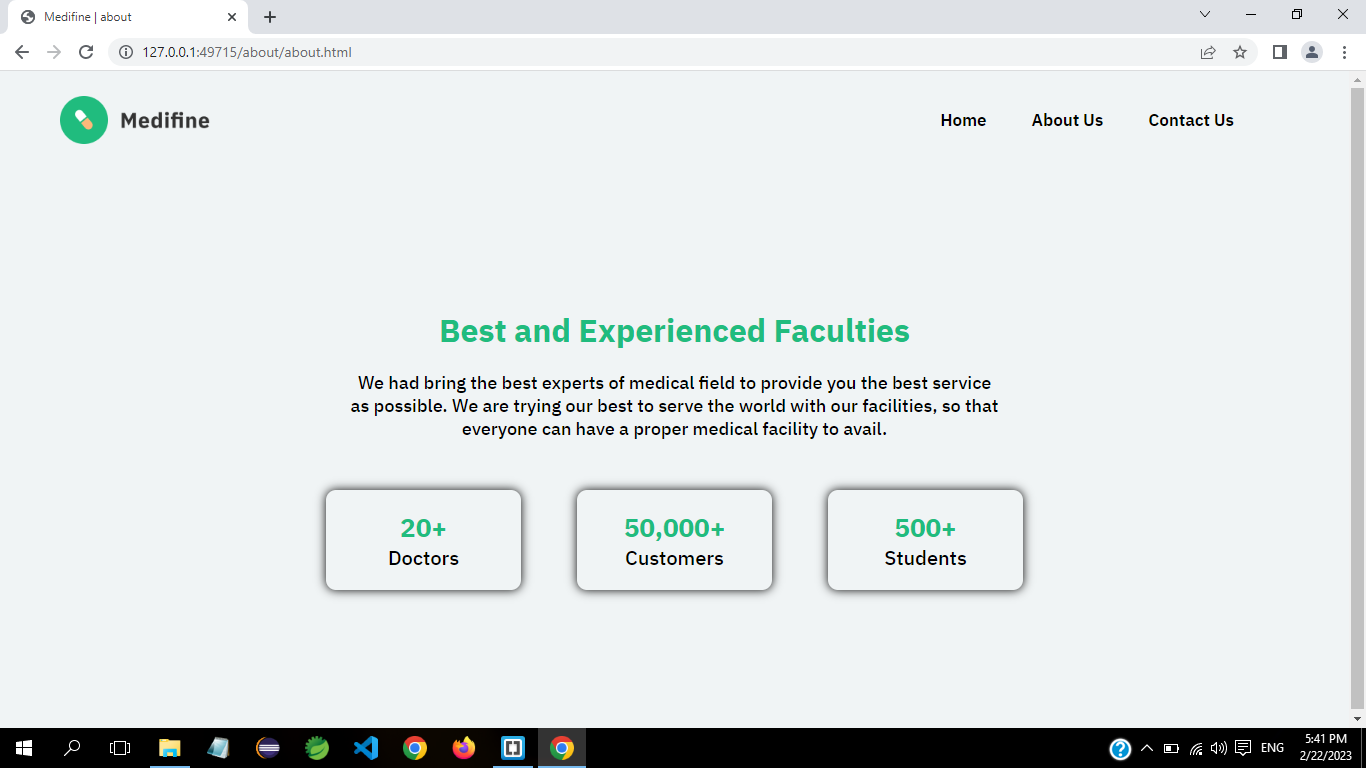 Medifine | about
127.0.0.1:49715/about/about.html
Medifine
Home
About Us
Contact Us
Best and Experienced Faculties
We had bring the best experts of medical field to provide you the best service
as possible. We are trying our best to serve the world with our facilities, so that
everyone can have a proper medical facility to avail.
20+
Doctors
50,000+
Customers
500+
Students
ENG
5:41 PM
2/22/2023